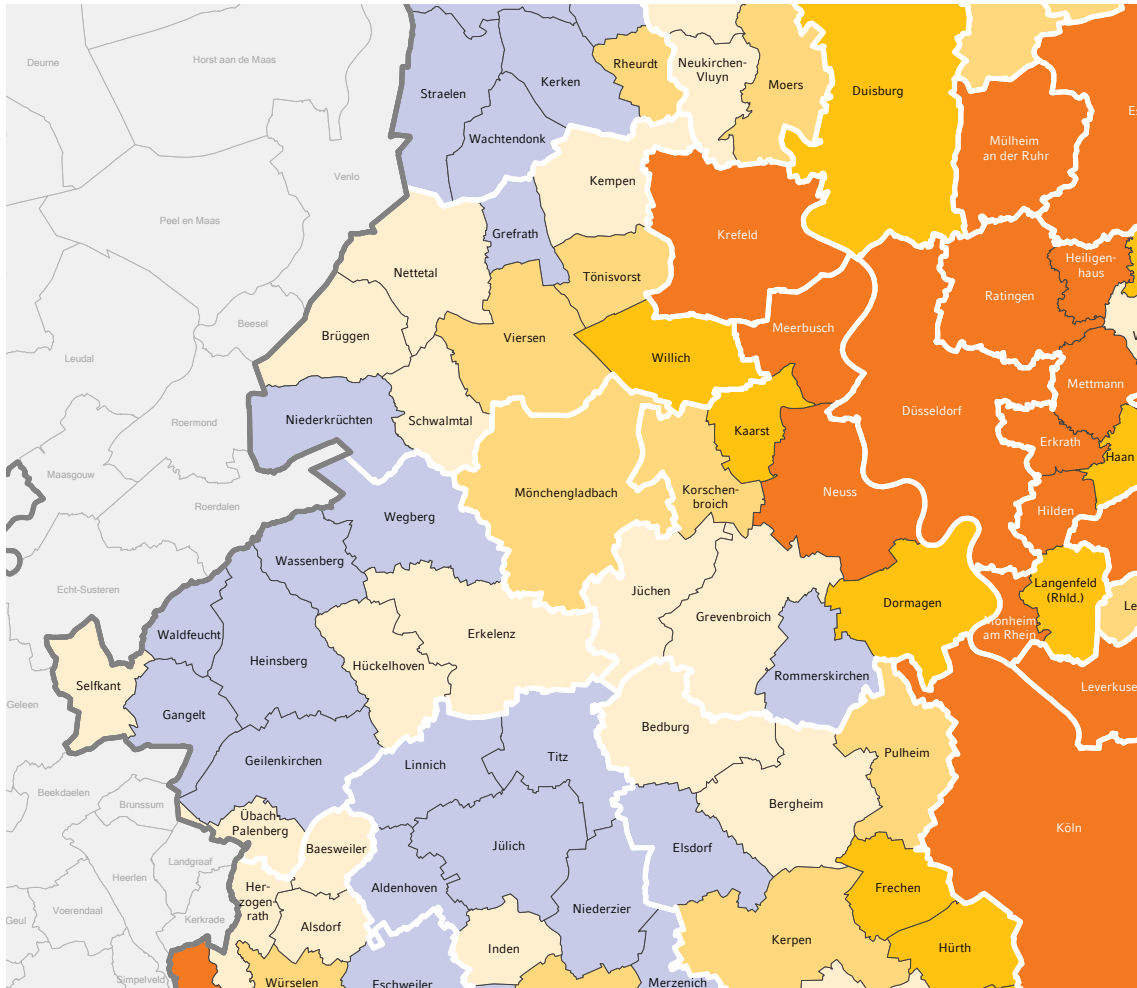 Deurne
Horst aan de Maas
Venlo
Peel en Maas
Beesel
Leudal
Roermond
Maasgouw
Roerdalen
Echt-Susteren
Geleen
Beekdaelen
Brunssum
Landgraaf
Heerlen
Voerendaal
Kerkrade
Geul
Simpelveld
Straelen
Kerken
Wachtendonk
Rheurdt
Neukirchen-
Vluyn
Moers
Duisburg
Mülheim
an der Ruhr
Es
Kempen
Krefeld
Grefrath
Nettetal
Tönisvorst
Brüggen
Viersen
Willich
Meerbusch
Ratingen
Heiligen-
haus
Mettmann
Düsseldorf
Niederkrüchten
Schwalmtal
Kaarst
Erkrath
Haan
Mönchengladbach
Korschen-
broich
Neuss
Hilden
Wegberg
Wassenberg
Jüchen
Grevenbroich
Dormagen
Langenfeld
(Rhld.)
Le
Monheim
am Rhein
Waldfeucht
Heinsberg
Hückelhoven
Erkelenz
Rommerskirchen
Leverkuse
Selfkant
Gangelt
Geilenkirchen
Linnich
Titz
Bedburg
Pulheim
Bergheim
Köln
Übach-
Palenberg
Baesweiler
Jülich
Elsdorf
Aldenhoven
Frechen
Her-
zogen
rath
Alsdorf
Niederzier
Inden
Kerpen
Hürth
Würselen
Eschweiler
Merzenich